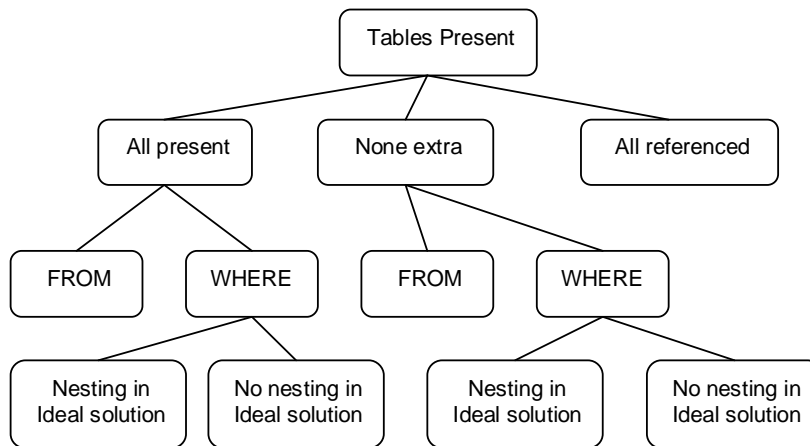 Tables Present
All present
None extra
All referenced
FROM
WHERE
FROM
WHERE
Nesting in
Ideal solution
No nesting in
Ideal solution
Nesting in
Ideal solution
No nesting in
Ideal solution